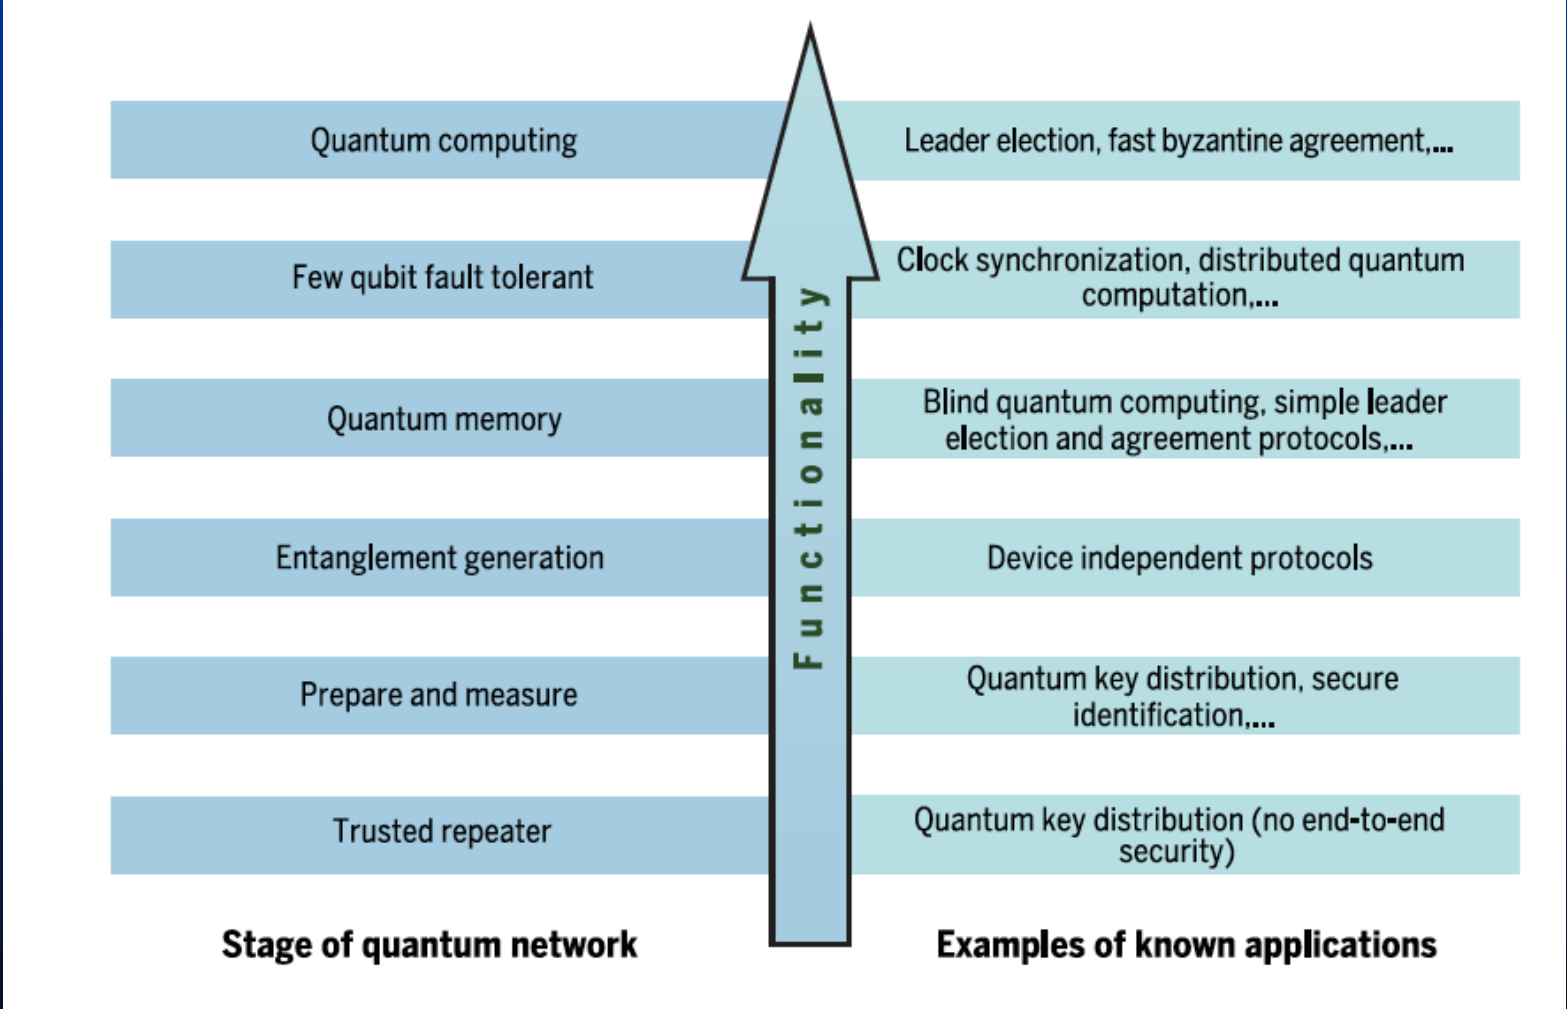 Quantum computing
Leader election, fast byzantine agreement,...
Few qubit fault tolerant
Clock synchronization, distributed quantum
computation,...
Quantum memory
Blind quantum computing, simple leader
election and agreement protocols,...
Entanglement generation
Device independent protocols
Prepare and measure
Quantum key distribution, secure
identification,...
Trusted repeater
Quantum key distribution (no end-to-end
security)
Functionality
Stage of quantum network
Examples of known applications